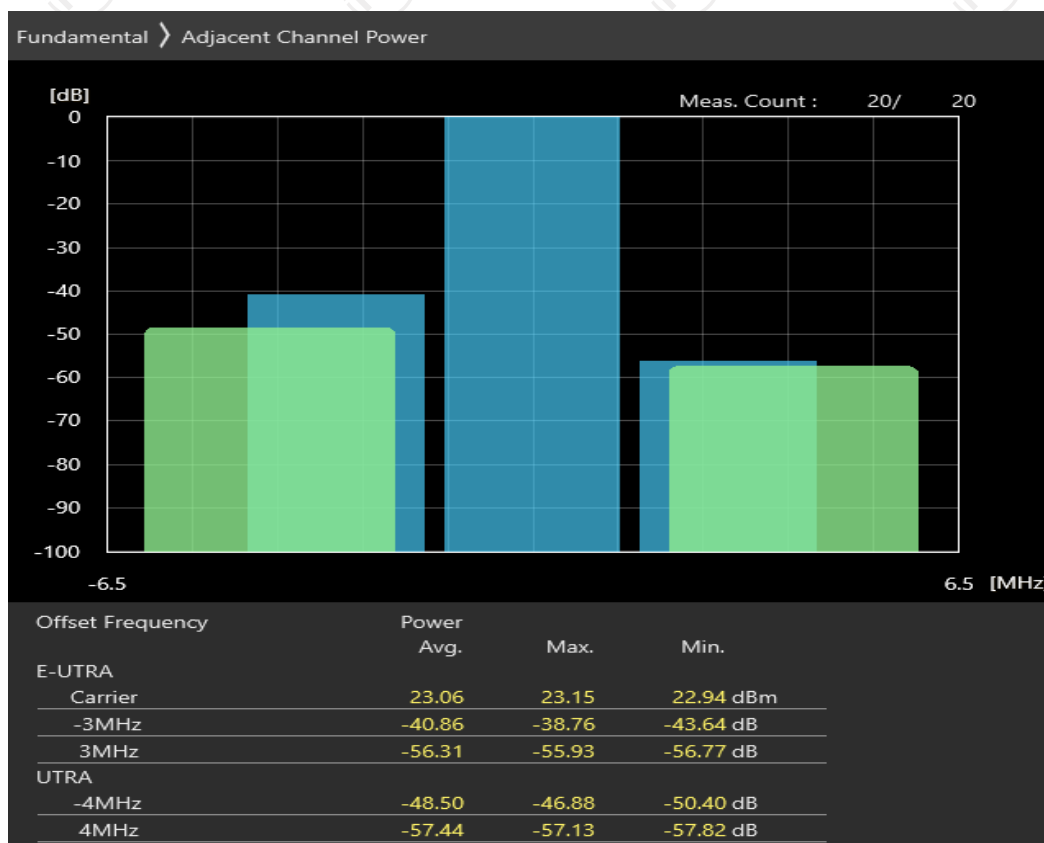 Fundamental ❯ Adjacent Channel Power
[dB]
Meas. Count : 20/ 20
0
-10
-20
-30
-40
-50
-60
-70
-80
-90
-100
-6.5 6.5 [MHz
Offset Frequency Power
Avg. Max. Min.
E-UTRA
Carrier 23.06 23.15 22.94 dBm
-3MHz -40.86 -38.76 -43.64 dB
3MHz -56.31 -55.93 -56.77 dB
UTRA
-4MHz -48.50 -46.88 -50.40 dB
4MHz -57.44 -57.13 -57.82 dB